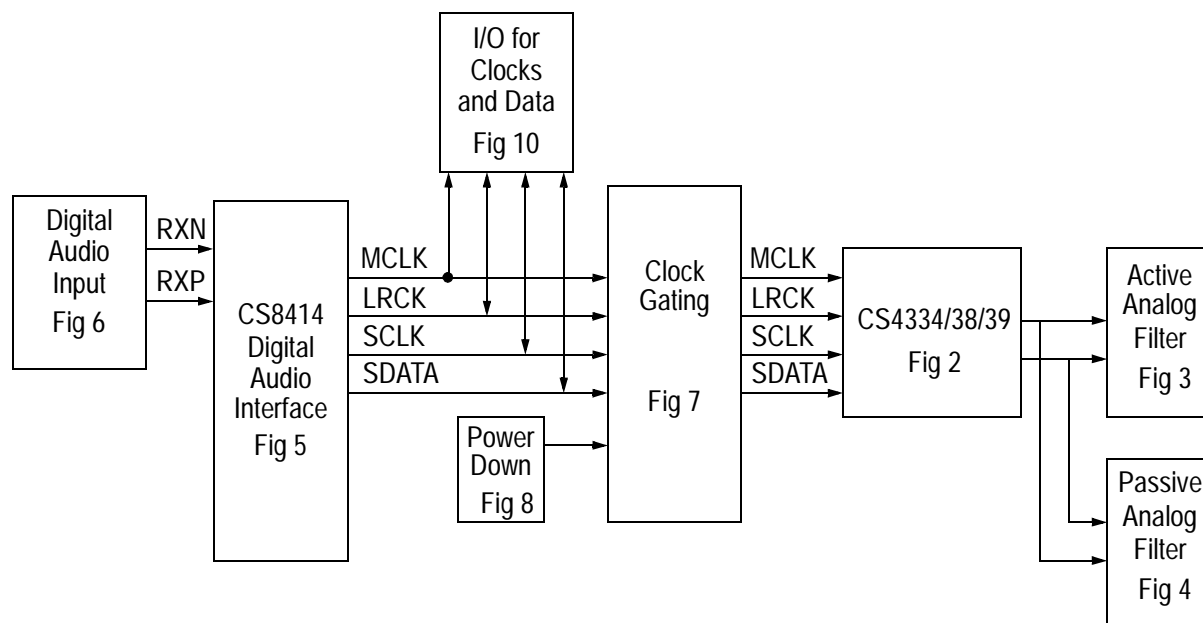 I/O for
Clocks
and Data
Fig 10
Digital
Audio
Input
Fig 6
RXN
RXP
CS8414
Digital
Audio
Interface
Fig 5
MCLK
LRCK
SCLK
SDATA
Power
Down
Fig 8
Clock
Gating
Fig 7
MCLK
LRCK
SCLK
SDATA
CS4334/38/39
Fig 2
Active
Analog
Filter
Fig 3
Passive
Analog
Filter
Fig 4